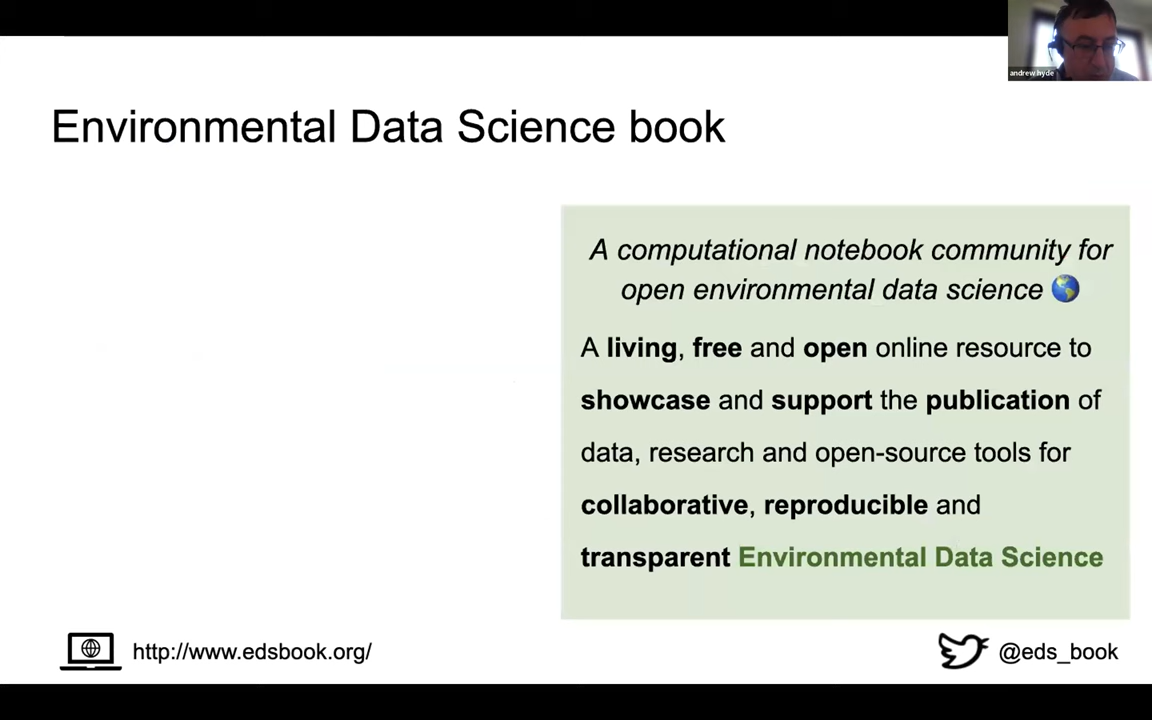 andrew hyde
Environmental Data Science book
A computational notebook community for
open environmental data science 🌎
A living, free and open online resource to
showcase and support the publication of
data, research and open-source tools for
collaborative, reproducible and
transparent Environmental Data Science
http://www.edsbook.org/
@eds_book